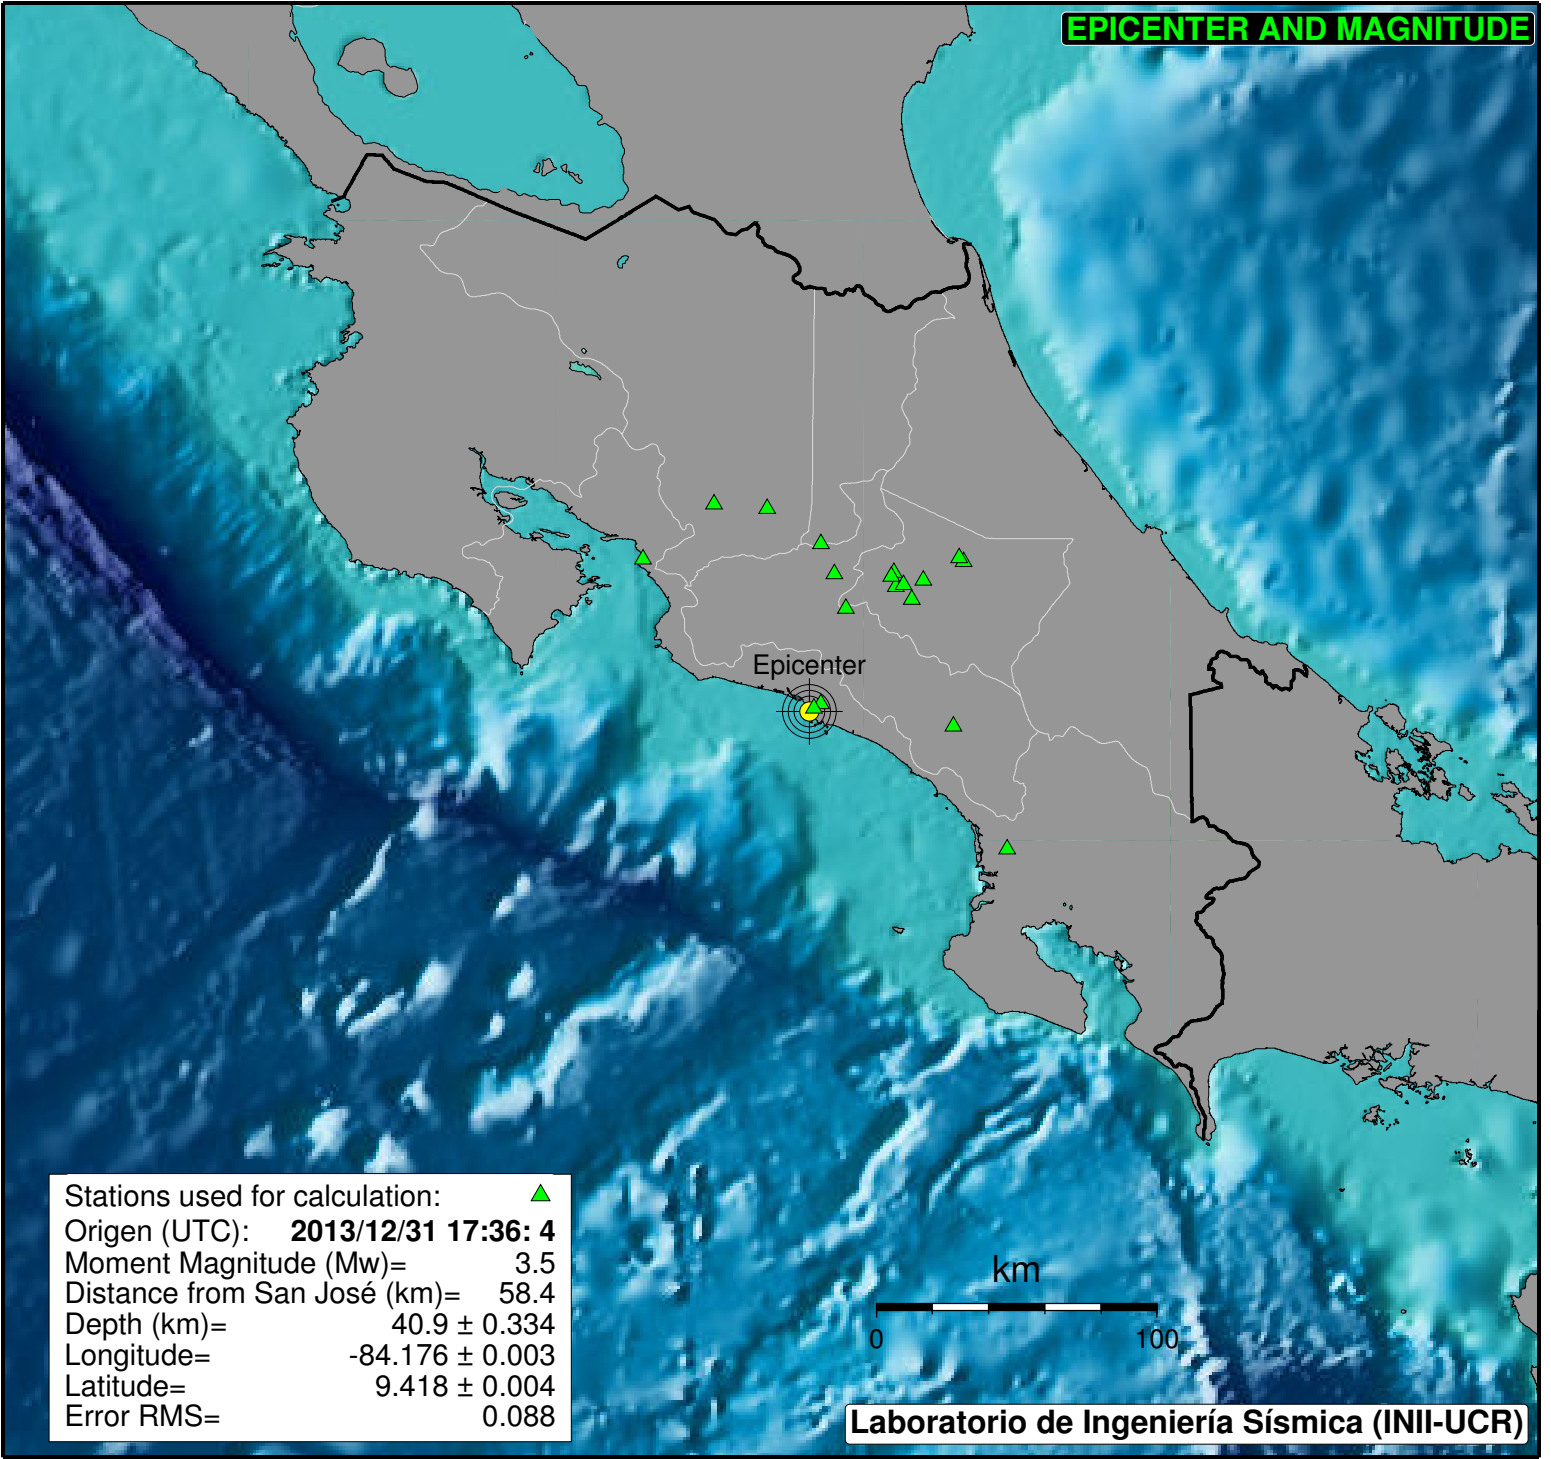 EPICENTER AND MAGNITUDE
Epicenter
Stations used for calculation:
Origen (UTC): 2013/12/31 17:36: 4
Moment Magnitude (Mw)= 3.5
Distance from San José (km)= 58.4
Depth (km)= 40.9 ± 0.334
Longitude= -84.176 ± 0.003
Latitude= 9.418 ± 0.004
Error RMS= 0.088
km
0 100
Laboratorio de Ingeniería Sísmica (INII-UCR)